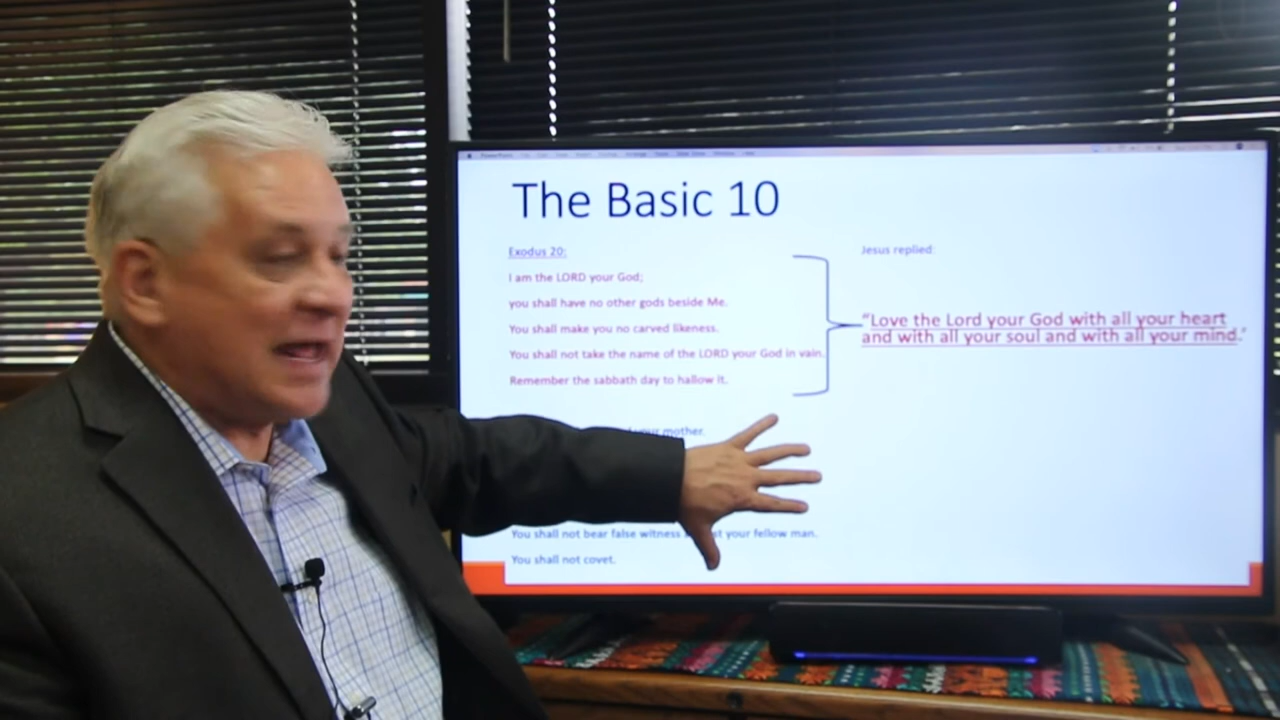 PowerPoint
The Basic 10
Exodus 20:
I am the LORD your God;
you shall have no other gods beside Me.
You shall make you no carved likeness.
You shall not take the name of the LORD your God in vain.
Remember the sabbath day to hallow it.
your mother.
You shall not bear false witness against your fellow man.
You shall not covet.
Jesus replied:
“Love the Lord your God with all your heart
and with all your soul and with all your mind.’